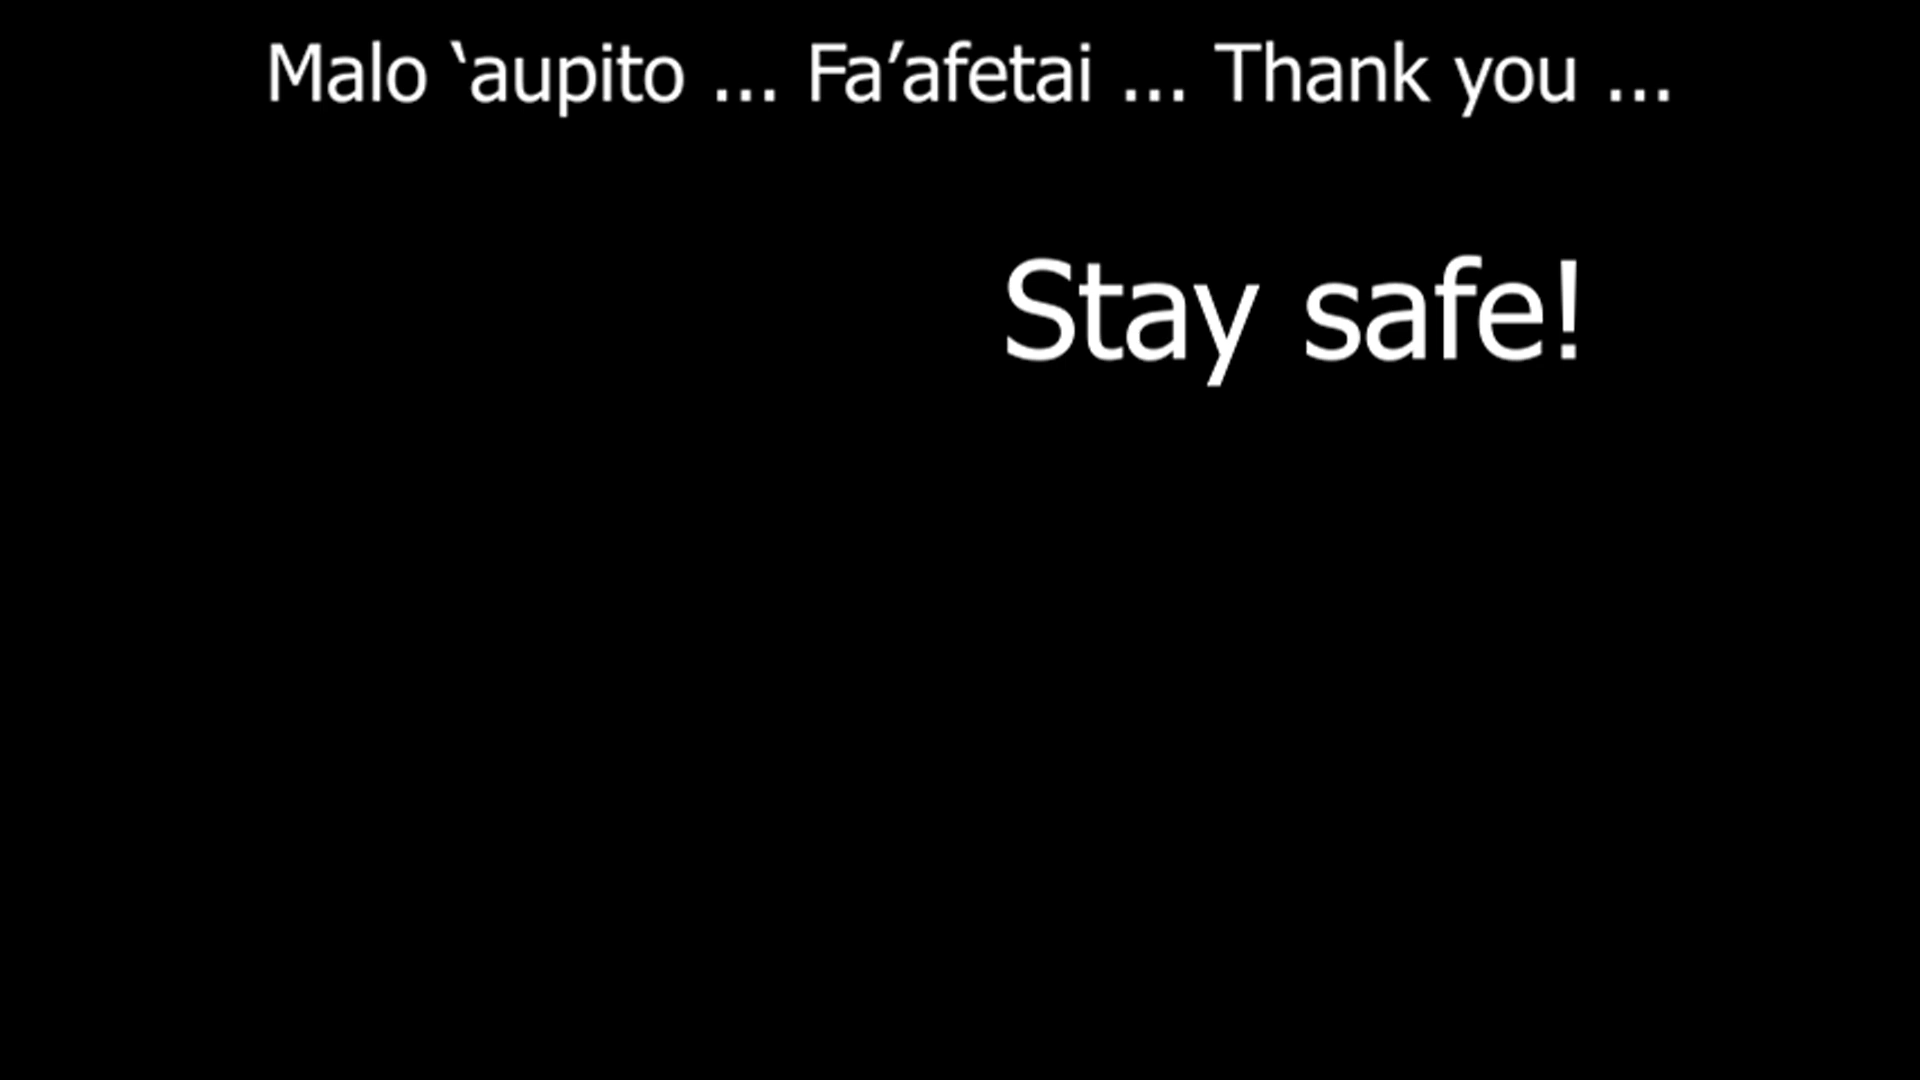 Malo ‘aupito ... Fa’afetai ... Thank you ...
Stay safe!